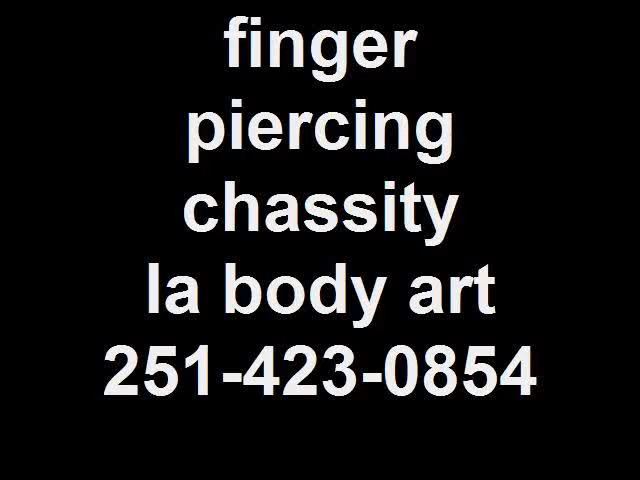 finger
piercing
chassity
la body art
251-423-0854